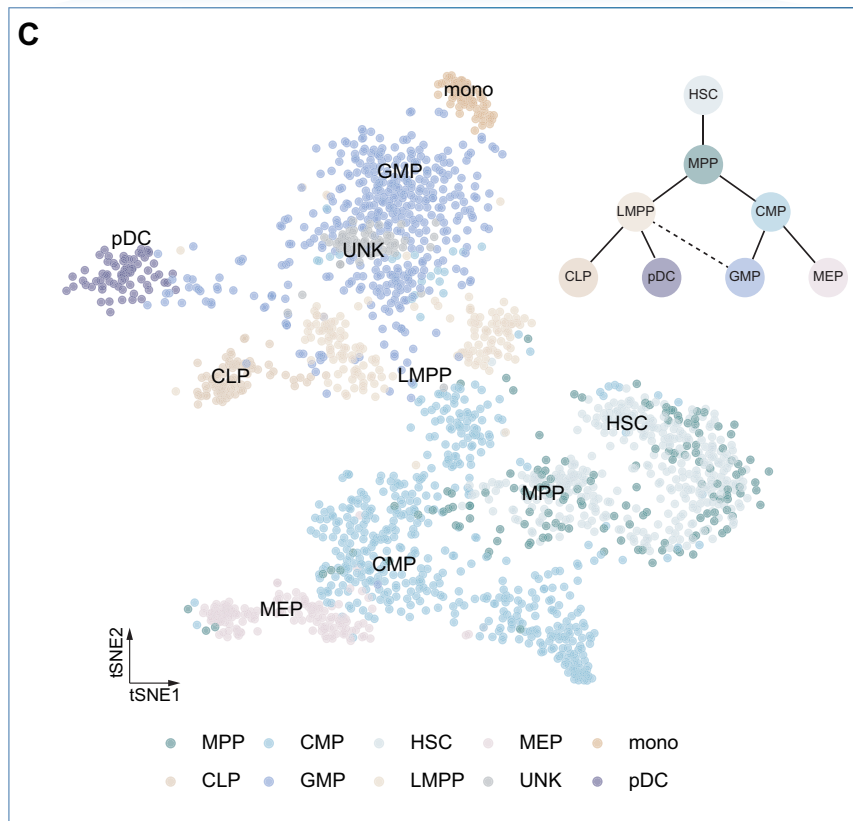 C
mono
HSC
GMP
MPP
LMPP
CMP
pDC
UNK
CLP
pDC
GMP
MEP
CLP
LMPP
HSC
MPP
CMP
MEP
tSNE2
tSNE1
MPP CMP HSC MEP mono
CLP GMP LMPP UNK pDC